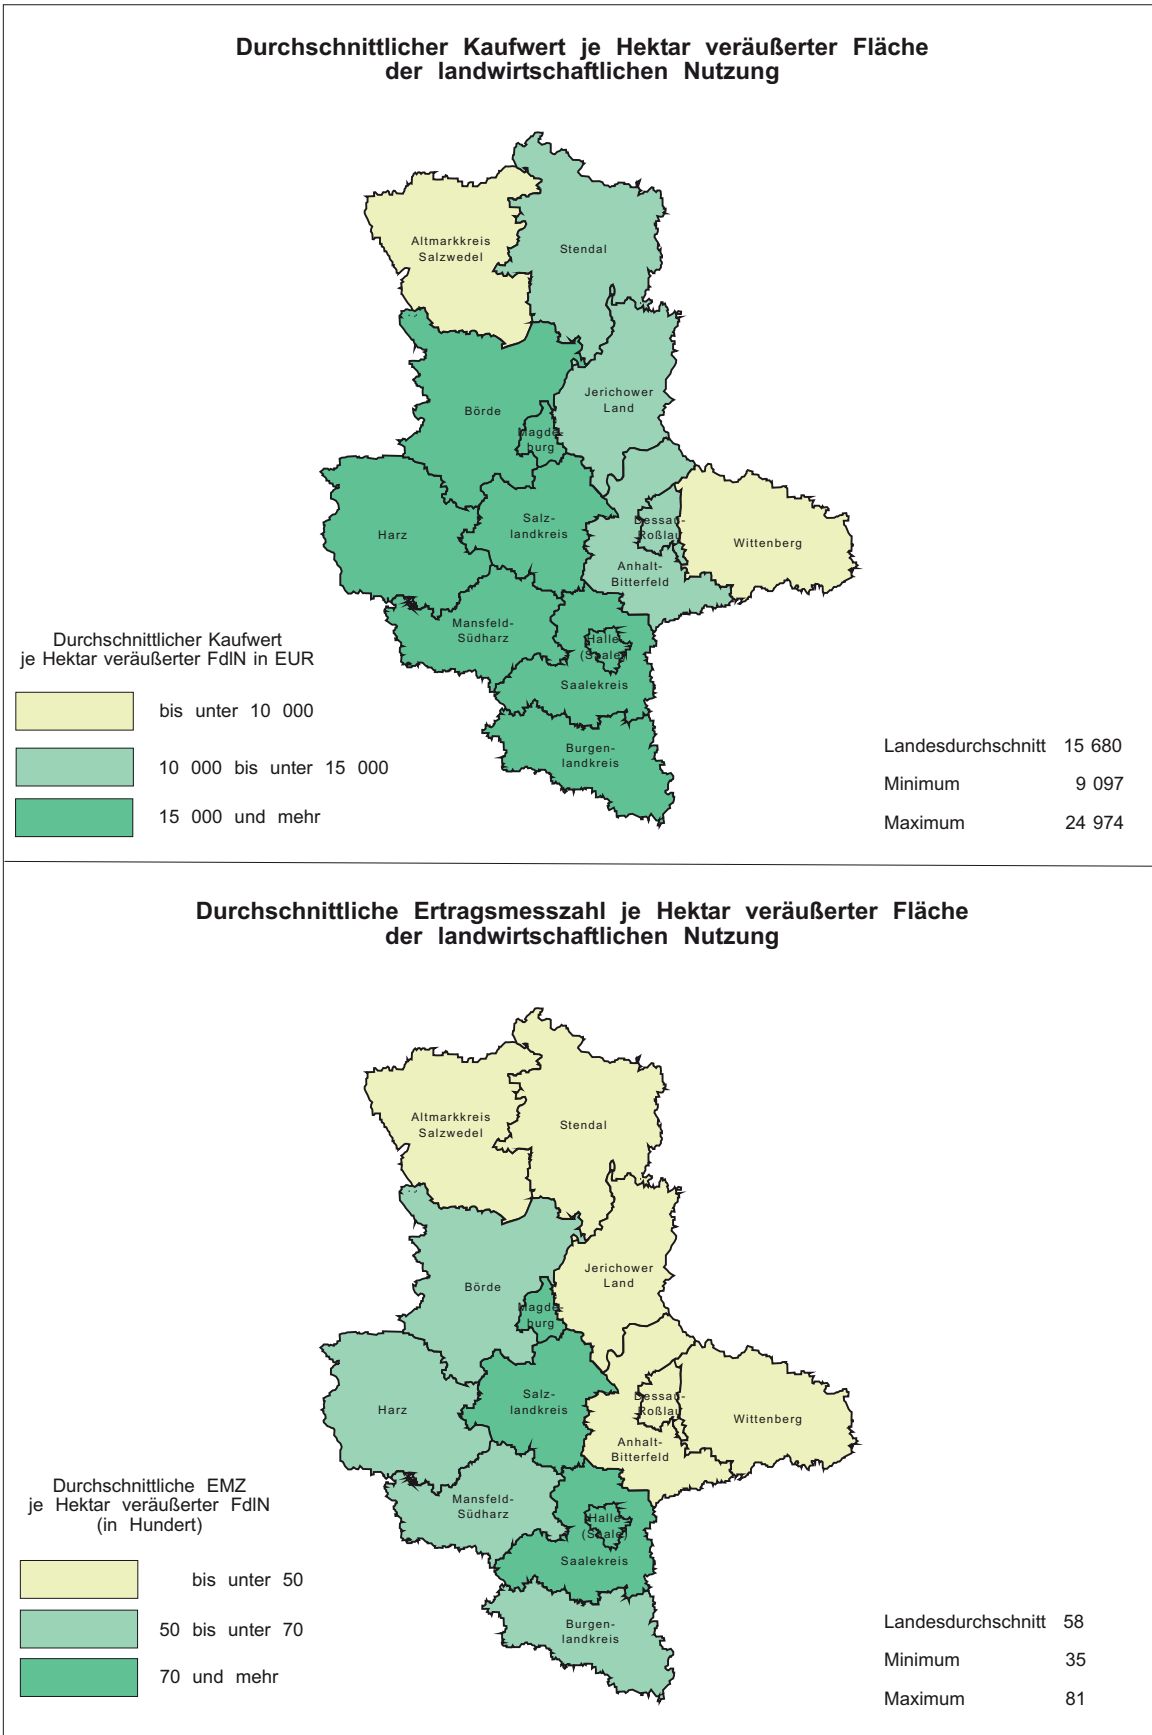 Durchschnittlicher Kaufwert je Hektar veräußerter Fläche
der landwirtschaftlichen Nutzung
Altmarkkreis
Salzwedel
Stendal
Jerichower
Land
Börde
Magde-
burg
Salz-
landkreis
Harz
Dessau-
Roßlau
Wittenberg
Anhalt-
Bitterfeld
Mansfeld-
Südharz
Halle
(Saale)
Saalekreis
Burgen-
landkreis
Durchschnittlicher Kaufwert
je Hektar veräußerter FdlN in EUR
bis unter 10 000
10 000 bis unter 15 000
15 000 und mehr
Landesdurchschnitt 15 680
Minimum 9 097
Maximum 24 974
Durchschnittliche Ertragsmesszahl je Hektar veräußerter Fläche
der landwirtschaftlichen Nutzung
Altmarkkreis
Salzwedel
Stendal
Jerichower
Land
Börde
Magde-
burg
Salz-
landkreis
Harz
Dessau-
Roßlau
Wittenberg
Anhalt-
Bitterfeld
Mansfeld-
Südharz
Halle
(Saale)
Saalekreis
Burgen-
landkreis
Durchschnittliche EMZ
je Hektar veräußerter FdlN
(in Hundert)
bis unter 50
50 bis unter 70
70 und mehr
Landesdurchschnitt 58
Minimum 35
Maximum 81